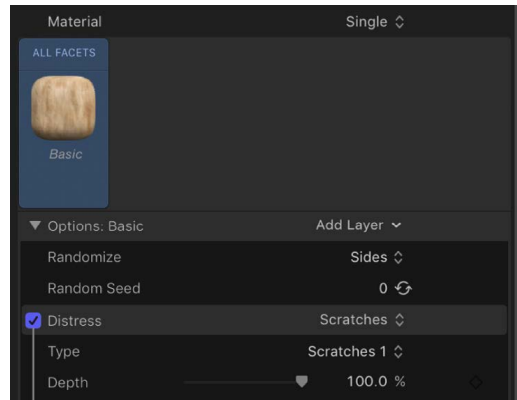 Material Single
ALL FACETS
Basic
Options: Basic Add Layer
Randomize Sides
Random Seed 0
Distress Scratches
Type Scratches 1
Depth 100.0 %